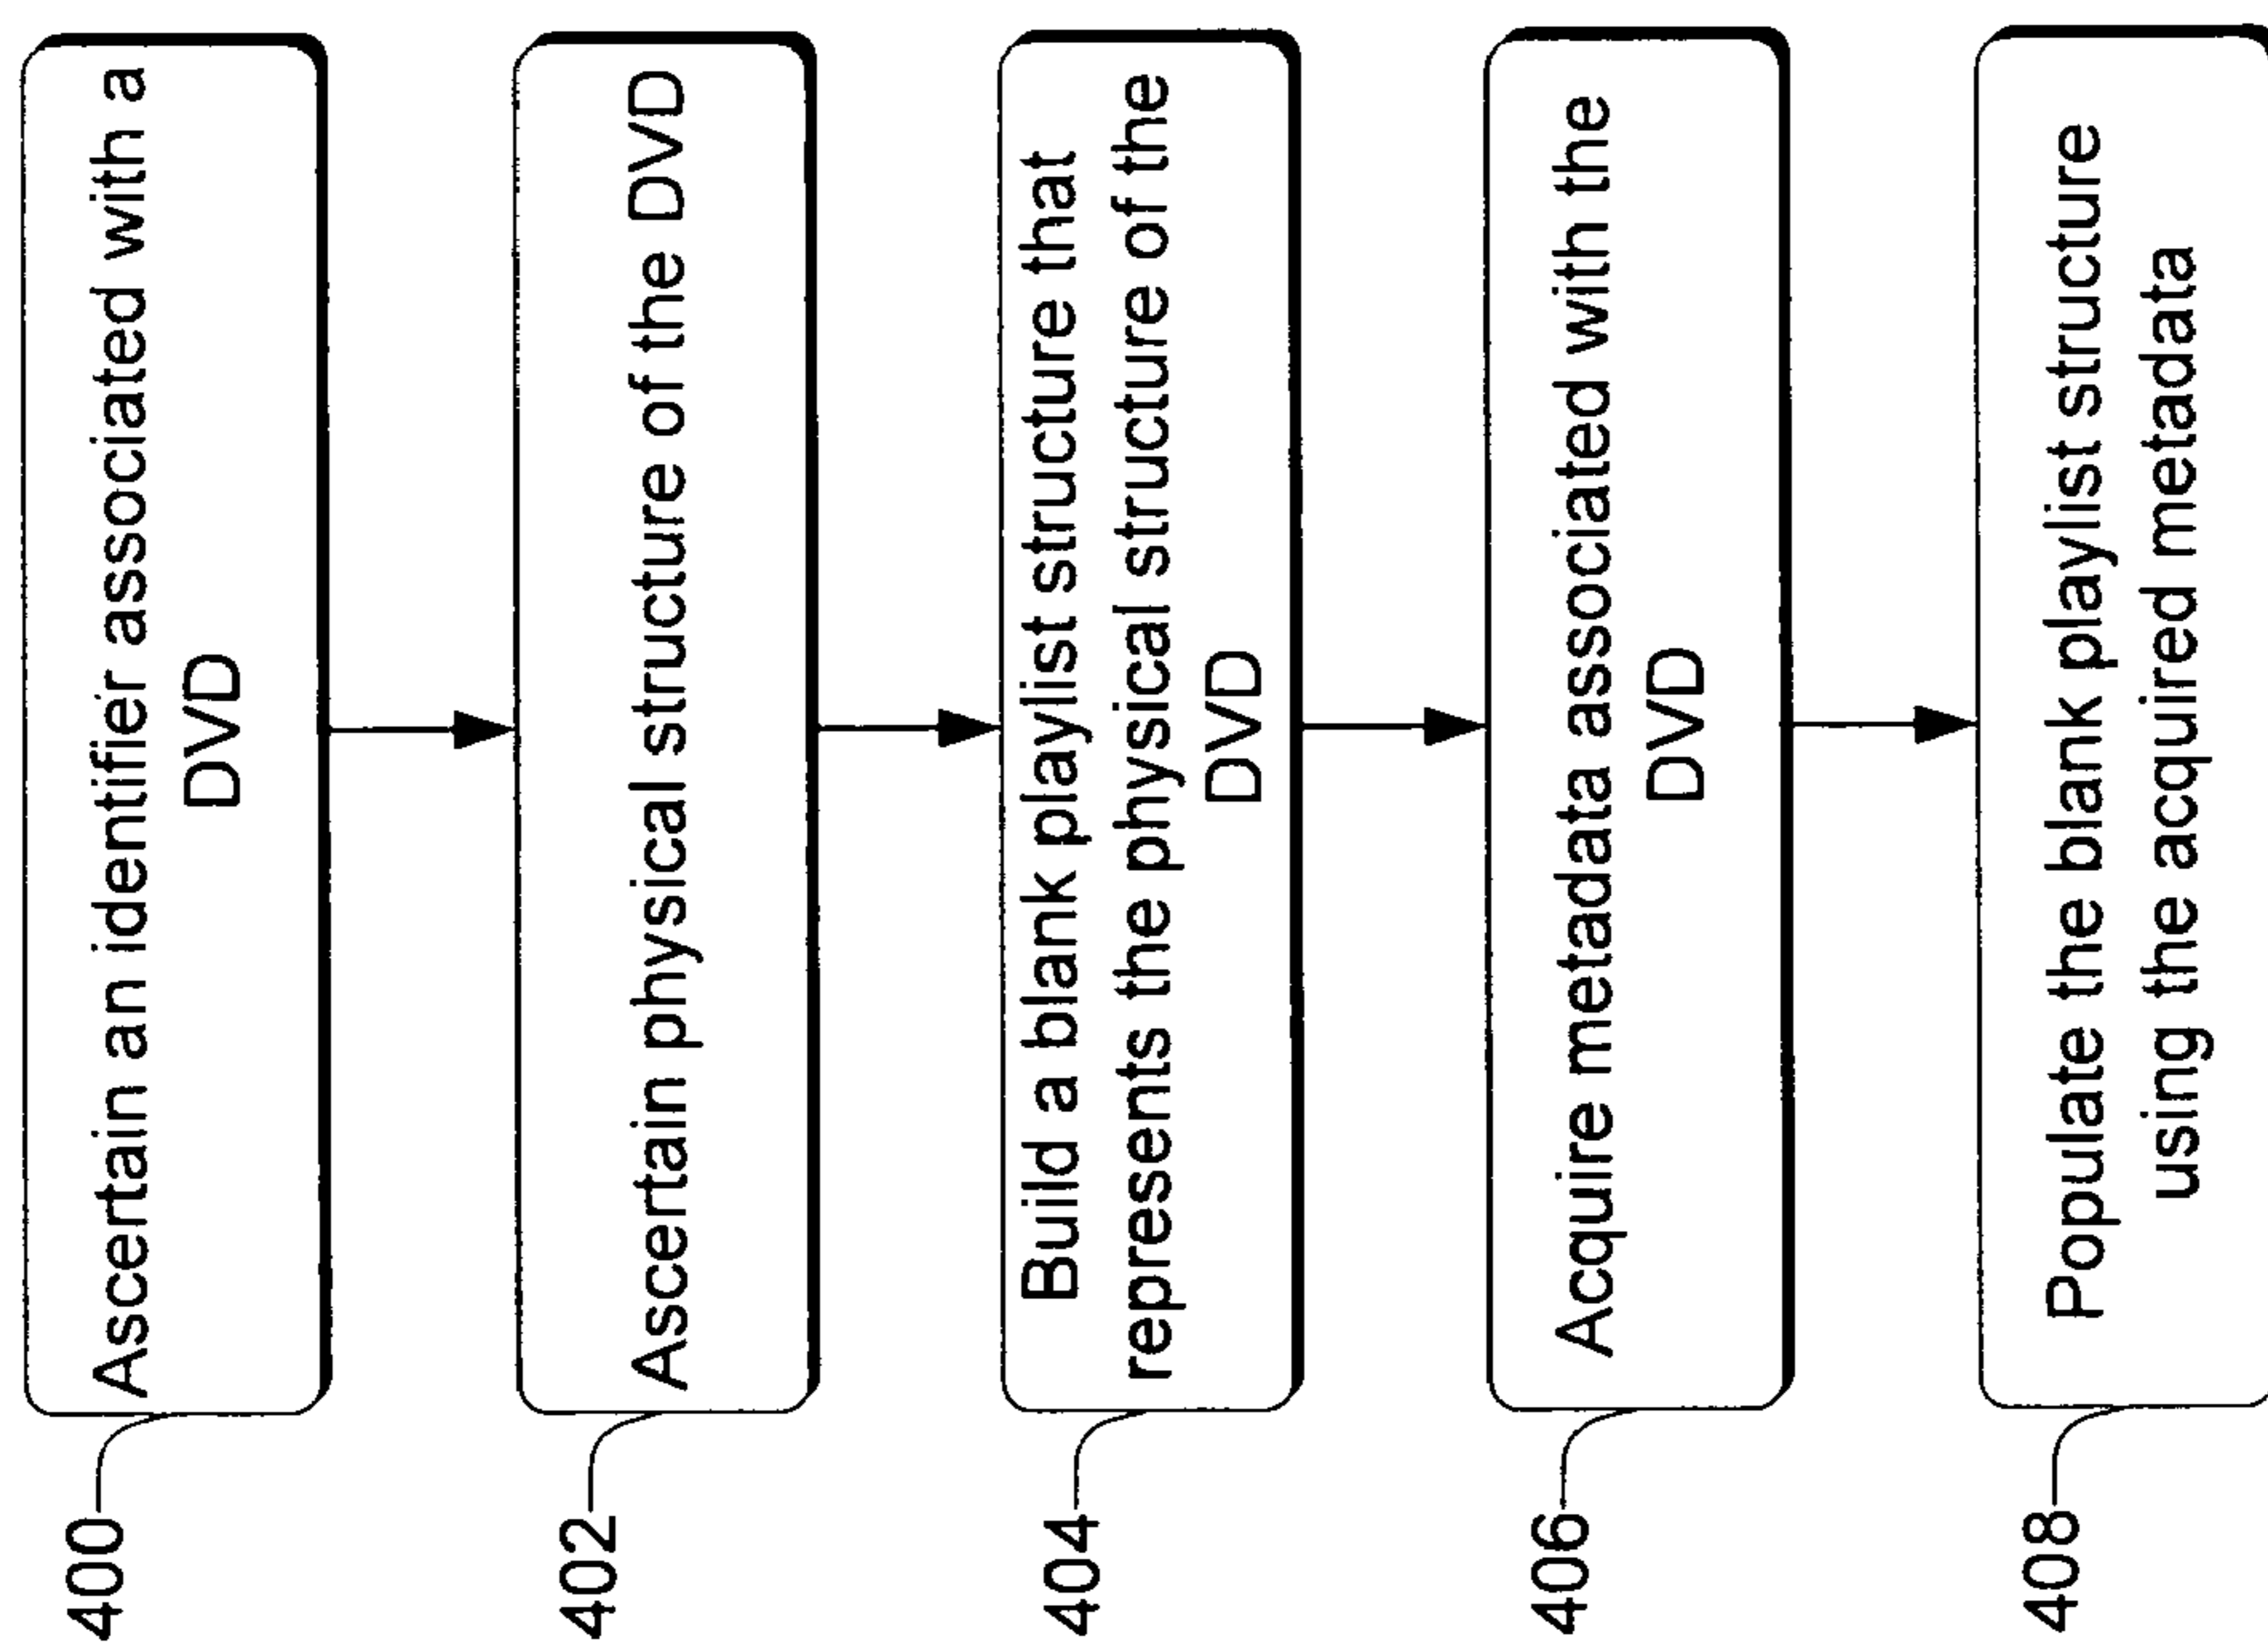 400
Ascertain an identifier associated with a
DVD
402
Ascertain physical structure of the DVD
404
Build a blank playlist structure that
represents the physical structure of the
DVD
406
Acquire metadata associated with the
DVD
408
Populate the blank playlist structure
using the acquired metadata